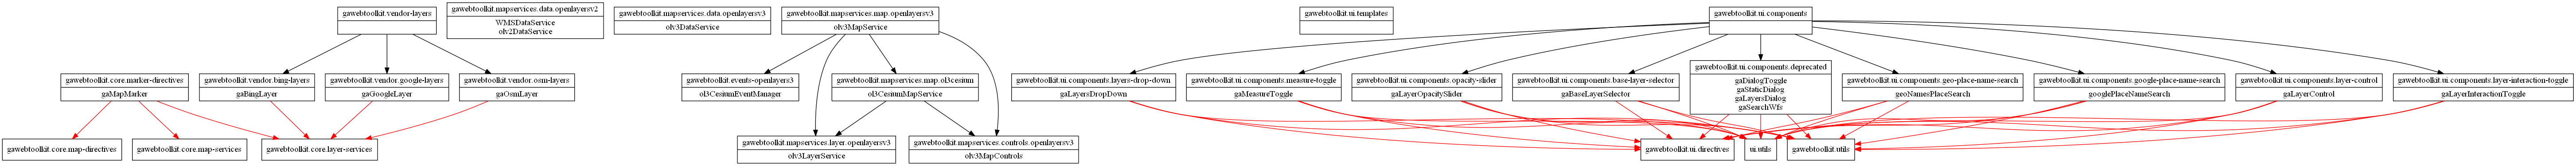 gawebtoolkit.vendor-layers
gawebtoolkit.mapservices.data.openlayersv2
WMSDataService
olv2DataService
gawebtoolkit.mapservices.data.openlayersv3
olv3DataService
gawebtoolkit.mapservices.map.openlayersv3
olv3MapService
gawebtoolkit.ui.templates
gawebtoolkit.ui.components
gawebtoolkit.core.marker-directives
gaMapMarker
gawebtoolkit.vendor.bing-layers
gaBingLayer
gawebtoolkit.vendor.google-layers
gaGoogleLayer
gawebtoolkit.vendor.osm-layers
gaOsmLayer
gawebtoolkit.events-openlayers3
ol3CesiumEventManager
gawebtoolkit.mapservices.map.ol3cesium
ol3CesiumMapService
gawebtoolkit.ui.components.layers-drop-down
gaLayersDropDown
gawebtoolkit.ui.components.measure-toggle
gaMeasureToggle
gawebtoolkit.ui.components.opacity-slider
gaLayerOpacitySlider
gawebtoolkit.ui.components.base-layer-selector
gaBaseLayerSelector
gawebtoolkit.ui.components.deprecated
gaDialogToggle
gaStaticDialog
gaLayersDialog
gaSearchWfs
gawebtoolkit.ui.components.geo-place-name-search
geoNamesPlaceSearch
gawebtoolkit.ui.components.google-place-name-search
googlePlaceNameSearch
gawebtoolkit.ui.components.layer-control
gaLayerControl
gawebtoolkit.ui.components.layer-interaction-toggle
gaLayerInteractionToggle
gawebtoolkit.core.map-directives
gawebtoolkit.core.map-services
gawebtoolkit.core.layer-services
gawebtoolkit.mapservices.layer.openlayersv3
olv3LayerService
gawebtoolkit.mapservices.controls.openlayersv3
olv3MapControls
gawebtoolkit.ui.directives
ui.utils
gawebtoolkit.utils